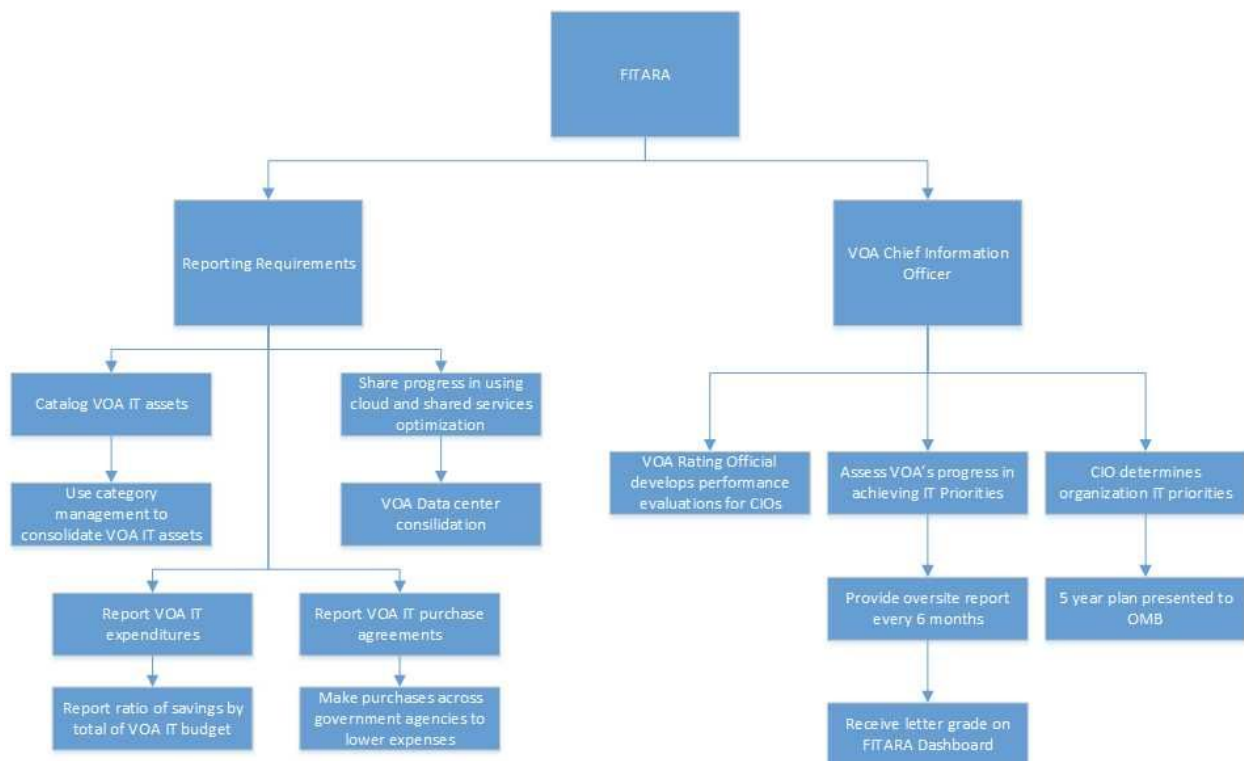 FITARA
Reporting Requirements
VOA Chief Information
Officer
Catalog VOA IT assets
Share progress in using
cloud and shared services
optimization
Use category
management to
consolidate VOA IT assets
VOA Data center
consilidation
Report VOA IT
expenditures
Report VOA IT purchase
agreements
Report ratio of savings by
total of VOA IT budget
Make purchases across
government agencies to
lower expenses
VOA Rating Official
develops performance
evaluations for CIOs
Assess VOA's progress in
achieving IT Priorities
CIO determines
organization IT priorities
Provide oversite report
every 6 months
5 year plan presented to
OMB
Receive letter grade on
FITARA Dashboard